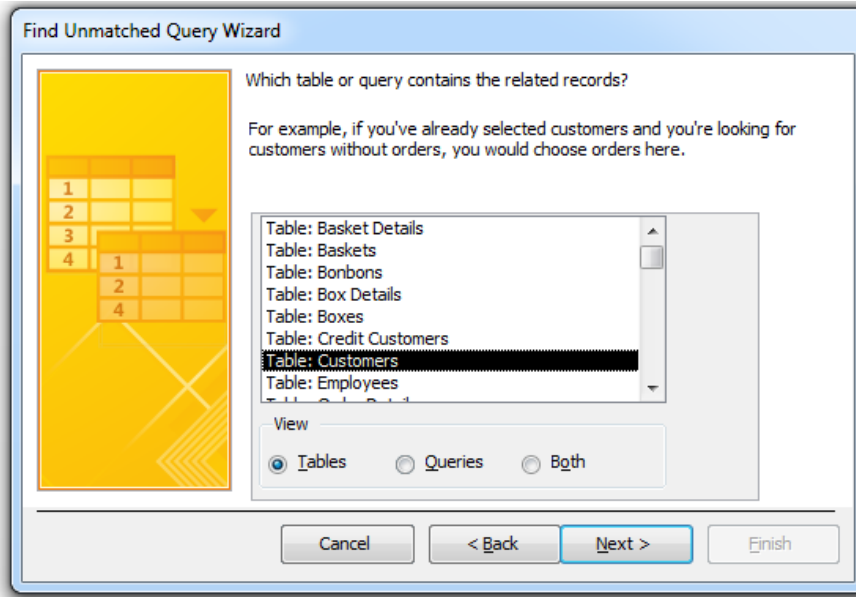 Find Unmatched Query Wizard
Which table or query contains the related records?
For example, if you've already selected customers and you're looking for
customers without orders, you would choose orders here.
1
2
3
4
1
2
4
Table: Basket Details
Table: Baskets
Table: Bonbons
Table: Box Details
Table: Boxes
Table: Credit Customers
Table: Customers
Table: Employees
View
Tables Queries Both
Cancel < Back Next > Finish